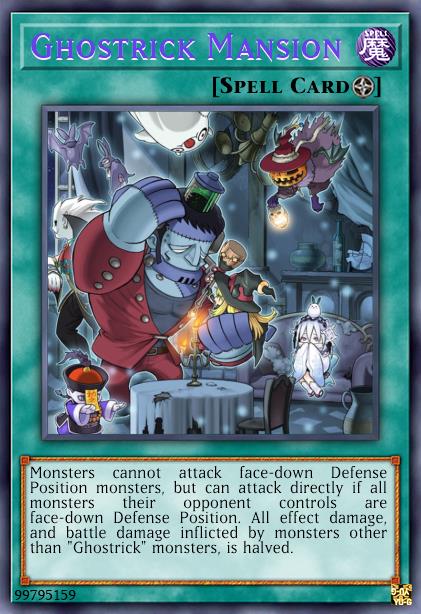 Ghostrick Mansion
SPELL
魔
[Spell Card]
Monsters cannot attack face-down Defense
Position monsters, but can attack directly if all
monsters their opponent controls are
face-down Defense Position. All effect damage,
and battle damage inflicted by monsters other
than "Ghostrick" monsters, is halved.
99795159